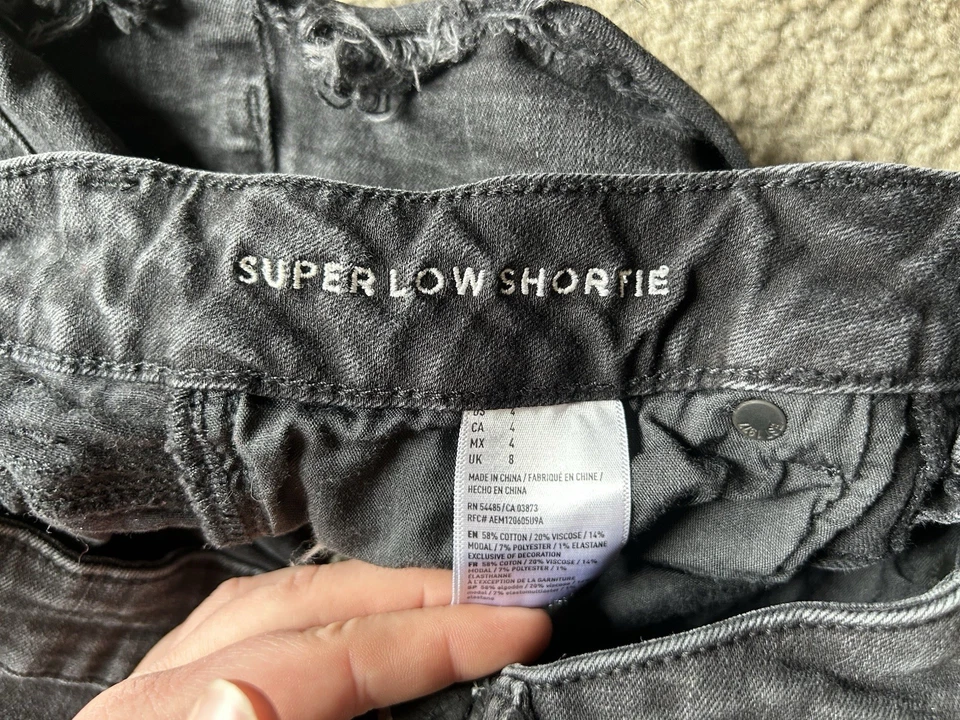 SUPER LOW SHORTIE
US 4
CA 4
MX 4
UK 8
MADE IN CHINA / FABRIQUÉ EN CHINE /
HECHO EN CHINA
RN 54485/CA 03873
RFC# AEM120605U9A
EN 58% COTTON / 20% VISCOSE / 14%
MODAL / 7% POLYESTER / 1% ELASTANE
EXCLUSIVE OF DECORATION
58% COTON / 20% VISCOSE / 14%
MODAL / 7% POLYESTER / 1%
ELASTHANNE
À L'EXCEPTION DE LA GARNITURE